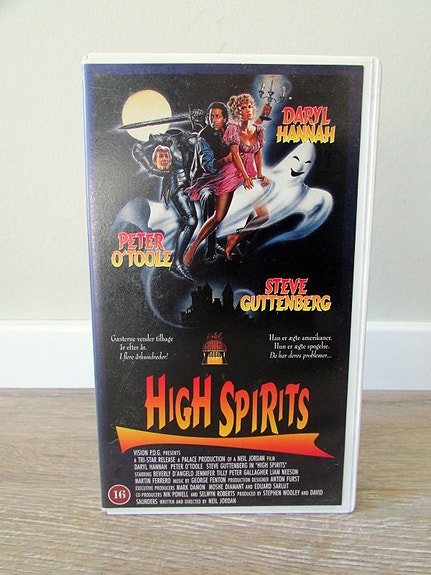 DARYL
HANNAH
PETER
O'TOOLE
STEVE
GUTTENBERG
Gæsterne vender tilbage
år efter år.
I flere århundreder!
Han er ægte amerikaner.
Hun er ægte spøgelse.
De har deres problemer...
HIGH SPIRITS
VISION P.D.G. PRESENTS
A TRI-STAR RELEASE A PALACE PRODUCTION OF A NEIL JORDAN FILM
DARYL HANNAH PETER O'TOOLE STEVE GUTTENBERG IN "HIGH SPIRITS"
STARRING BEVERLY D'ANGELO JENNIFER TILLY PETER GALLAGHER LIAM NEESON
MARTIN FERRERO MUSIC BY GEORGE FENTON PRODUCTION DESIGNER ANTON FURST
EXECUTIVE PRODUCERS MARK DAMON MOSHE DIAMANT AND EDUARD SARLUT
CO-PRODUCERS NIK POWELL AND SELWYN ROBERTS PRODUCED BY STEPHEN WOOLEY AND DAVID
SAUNDERS WRITTEN AND DIRECTED BY NEIL JORDAN
16